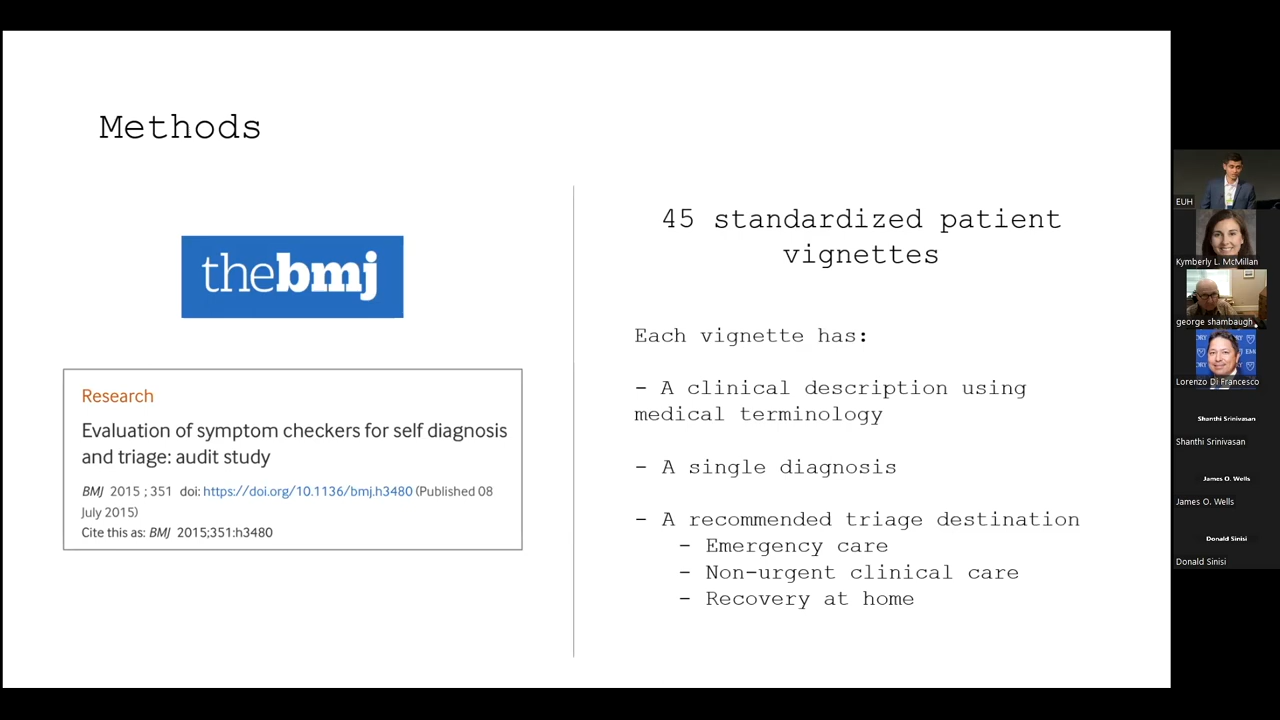 Methods
thebmj
Research
Evaluation of symptom checkers for self diagnosis
and triage: audit study
BMJ 2015 ; 351 doi: https://doi.org/10.1136/bmj.h3480 (Published 08
July 2015)
Cite this as: BMJ 2015;351:h3480
45 standardized patient
vignettes
Each vignette has:
- A clinical description using
medical terminology
- A single diagnosis
- A recommended triage destination
- Emergency care
- Non-urgent clinical care
- Recovery at home
EUH
Kymberly L. McMillan
george shambaugh
Lorenzo Di Francesco
Shanthi Srinivasan
Shanthi Srinivasan
James O. Wells
James O. Wells
Donald Sinisi
Donald Sinisi